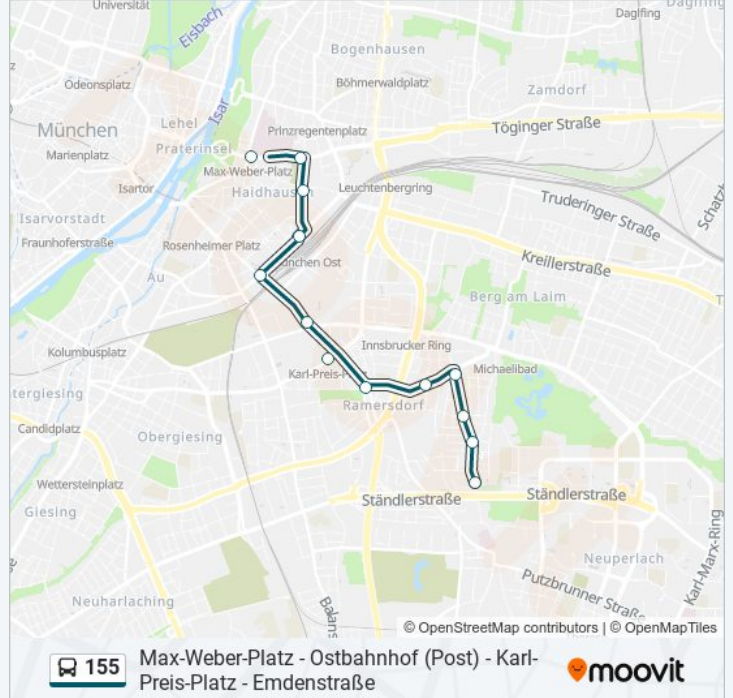 Universität
Eisbach
Daglfing
Bogenhausen
Böhmerwaldplatz
Odeonsplatz
Isar
Zamdorf
Lehel
München
Prinzregentenplatz
Töginger Straße
Praterinsel
Marienplatz
Max-Weber-Platz
Isartor
Haidhausen
Leuchtenbergring
Truderinger Straße
Isarvorstadt
Fraunhoferstraße
Rosenheimer Platz
Kreillerstraße
Au
Berg am Laim
Kolumbusplatz
Innsbrucker Ring
Karl-Preis-Platz
Michaelibad
Ramersdorf
Candidplatz
Obergiesing
Wettersteinplatz
Ständlerstraße
Ständlerstraße
Giesing
Karl-Marx-Ring
Neuperlach
Putzbrunner Straße
Neuharlaching
© OpenStreetMap contributors | © OpenMapTiles
155
Max-Weber-Platz - Ostbahnhof (Post) - Karl-
Preis-Platz - Emdenstraße
moovit